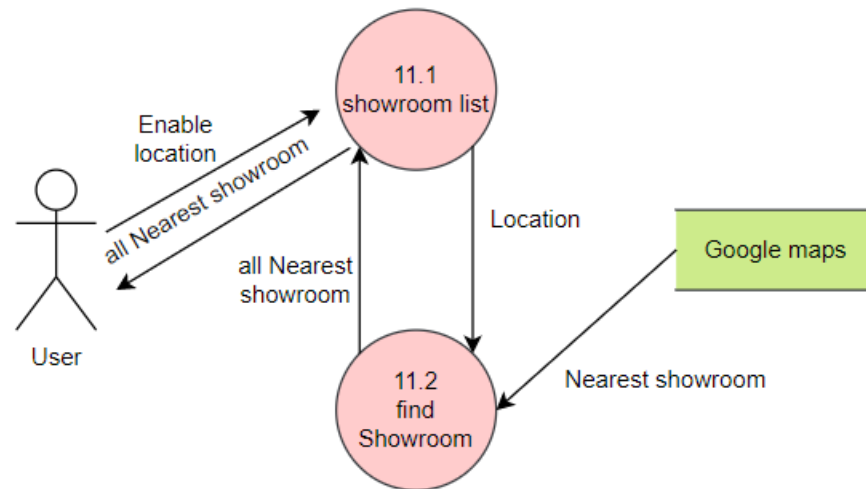 11.1
showroom list
Enable
location
all Nearest showroom
Location
all Nearest
showroom
Google maps
User
Nearest showroom
11.2
find
Showroom